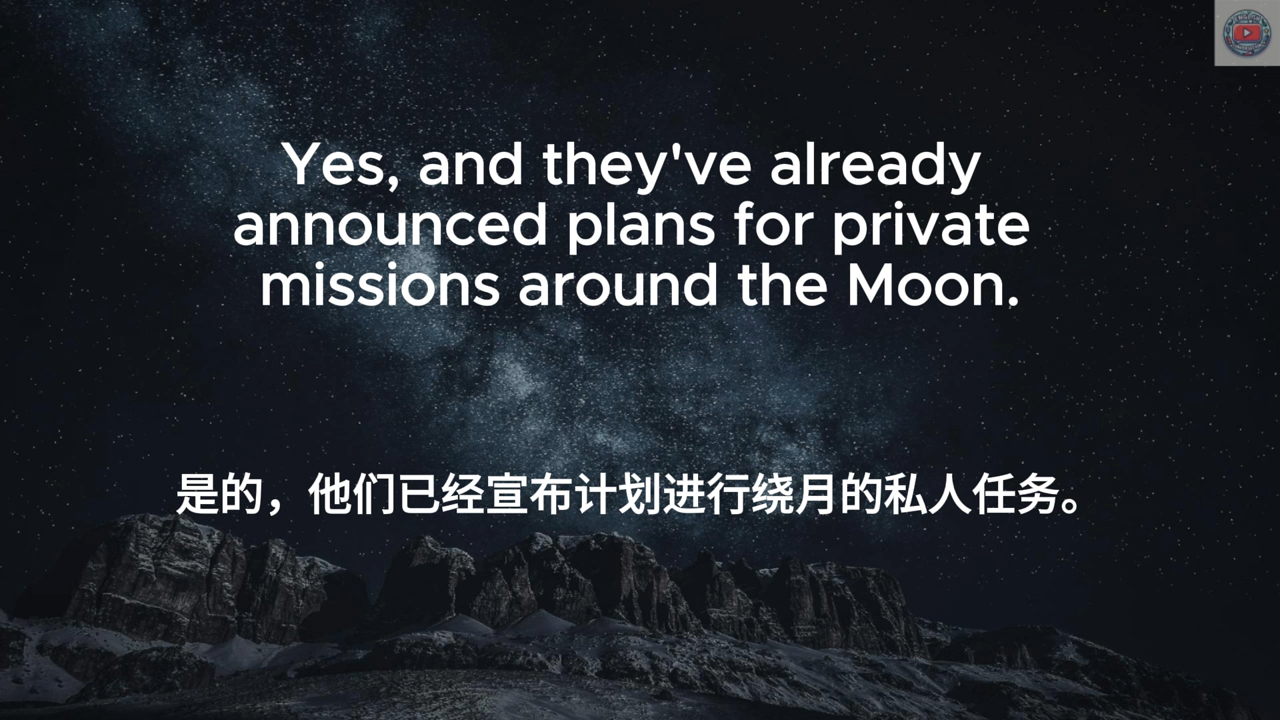 Yes, and they've already
announced plans for private
missions around the Moon.
是的，他们已经宣布计划进行绕月的私人任务。